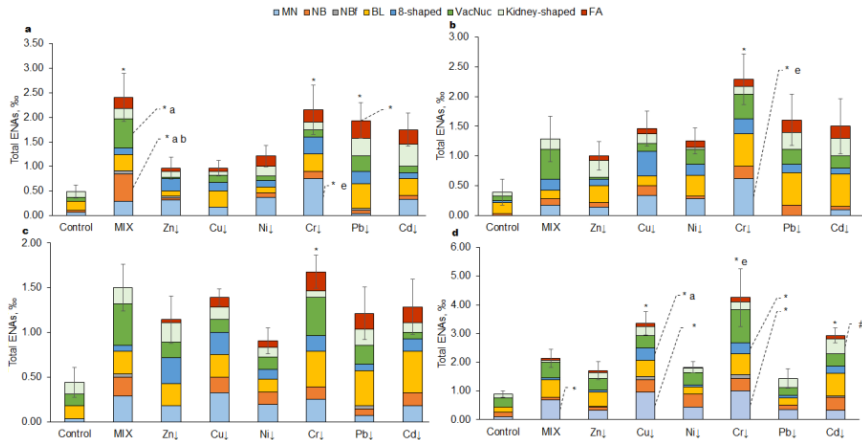 MN NB NBf BL 8-shaped VacNuc Kidney-shaped FA
a
Total ENAs, ‰
3.50
3.00
2.50
2.00
1.50
1.00
0.50
0.00
*
* a
* a b
*
* e
*
*
Control MIX Zn↓ Cu↓ Ni↓ Cr↓ Pb↓ Cd↓
b
Total ENAs, ‰
3.00
2.50
2.00
1.50
1.00
0.50
0.00
*
* e
Control MIX Zn↓ Cu↓ Ni↓ Cr↓ Pb↓ Cd↓
c
Total ENAs, ‰
2.00
1.50
1.00
0.50
0.00
*
Control MIX Zn↓ Cu↓ Ni↓ Cr↓ Pb↓ Cd↓
d
Total ENAs, ‰
6.00
5.00
4.00
3.00
2.00
1.00
0.00
*
*
* a
*
* e
*
*
*
#
Control MIX Zn↓ Cu↓ Ni↓ Cr↓ Pb↓ Cd↓